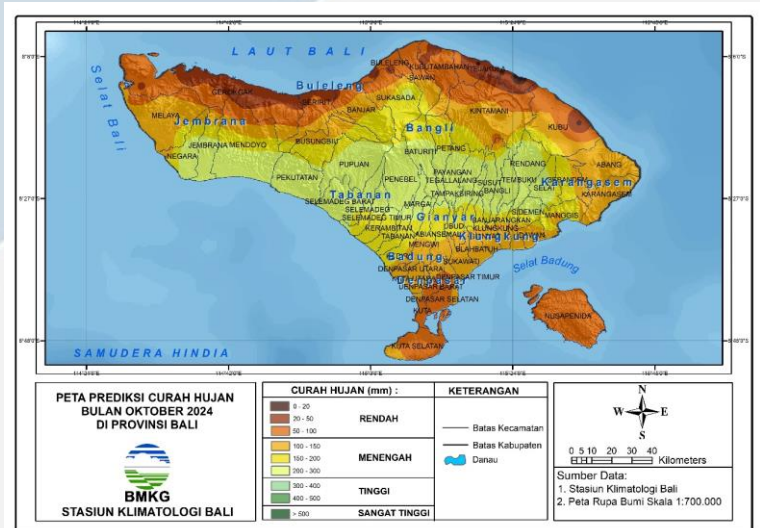 LAUT BALI
Selat Bali
BULELENG
KUBUTAMBAHAN
SAWAN
Buleleng
GEROKGAK
SERIRIT
SUKASADA
BANJAR
KINTAMANI
MELAYA
Jembrana
BUSUNGBIU
Bangli
KUBU
JEMBRANA
MENDOYO
NEGARA
PUPUAN
BATURITI
PETANG
PAYANGAN
RENDANG
ABANG
PEKUTATAN
PENEBEL
TEGALLALANG
SUSUT
TEMBUKU
SELAT
Karangasem
Tabanan
TAMPAKSIRING
BANGLI
KARANGASEM
SELEMADEG BARAT
MARGA
SIDEMEN
MANGGIS
SELEMADEG
SELEMADEG TIMUR
Gianyar
UBUD
BANJARANGKAN
KERAMBITAN
ABIANSEMAL
KLUNGKUNG
Klungkung
TABANAN
MENGWI
BLAHBATUH
Badung
SUKAWATI
Selat Badung
DENPASAR UTARA
DENPASAR TIMUR
Denpasar
DENPASAR BARAT
DENPASAR SELATAN
KUTA
NUSAPENIDA
KUTA SELATAN
SAMUDERA HINDIA
PETA PREDIKSI CURAH HUJAN
BULAN OKTOBER 2024
DI PROVINSI BALI
BMKG
STASIUN KLIMATOLOGI BALI
CURAH HUJAN (mm) :
0 - 20
20 - 50
50 - 100
RENDAH
100 - 150
150 - 200
200 - 300
MENENGAH
300 - 400
400 - 500
TINGGI
> 500
SANGAT TINGGI
KETERANGAN
Batas Kecamatan
Batas Kabupaten
Danau
N
W E
S
0 5 10 20 30 40
Kilometers
Sumber Data:
1. Stasiun Klimatologi Bali
2. Peta Rupa Bumi Skala 1:700.000